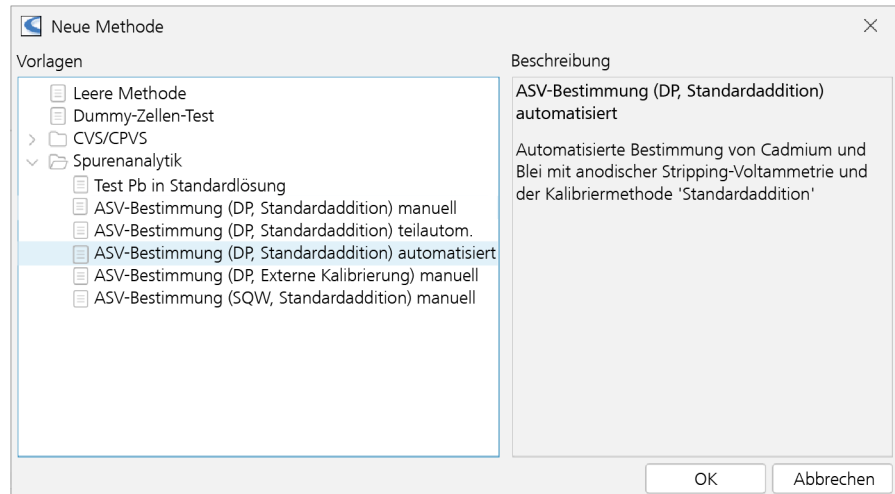 Neue Methode
Vorlagen
Leere Methode
Dummy-Zellen-Test
CVS/CPVS
Spurenanalytik
Test Pb in Standardlösung
ASV-Bestimmung (DP, Standardaddition) manuell
ASV-Bestimmung (DP, Standardaddition) teilautom.
ASV-Bestimmung (DP, Standardaddition) automatisiert
ASV-Bestimmung (DP, Externe Kalibrierung) manuell
ASV-Bestimmung (SQW, Standardaddition) manuell
Beschreibung
ASV-Bestimmung (DP, Standardaddition)
automatisiert
Automatisierte Bestimmung von Cadmium und
Blei mit anodischer Stripping-Voltammetrie und
der Kalibriermethode 'Standardaddition'
OK
Abbrechen